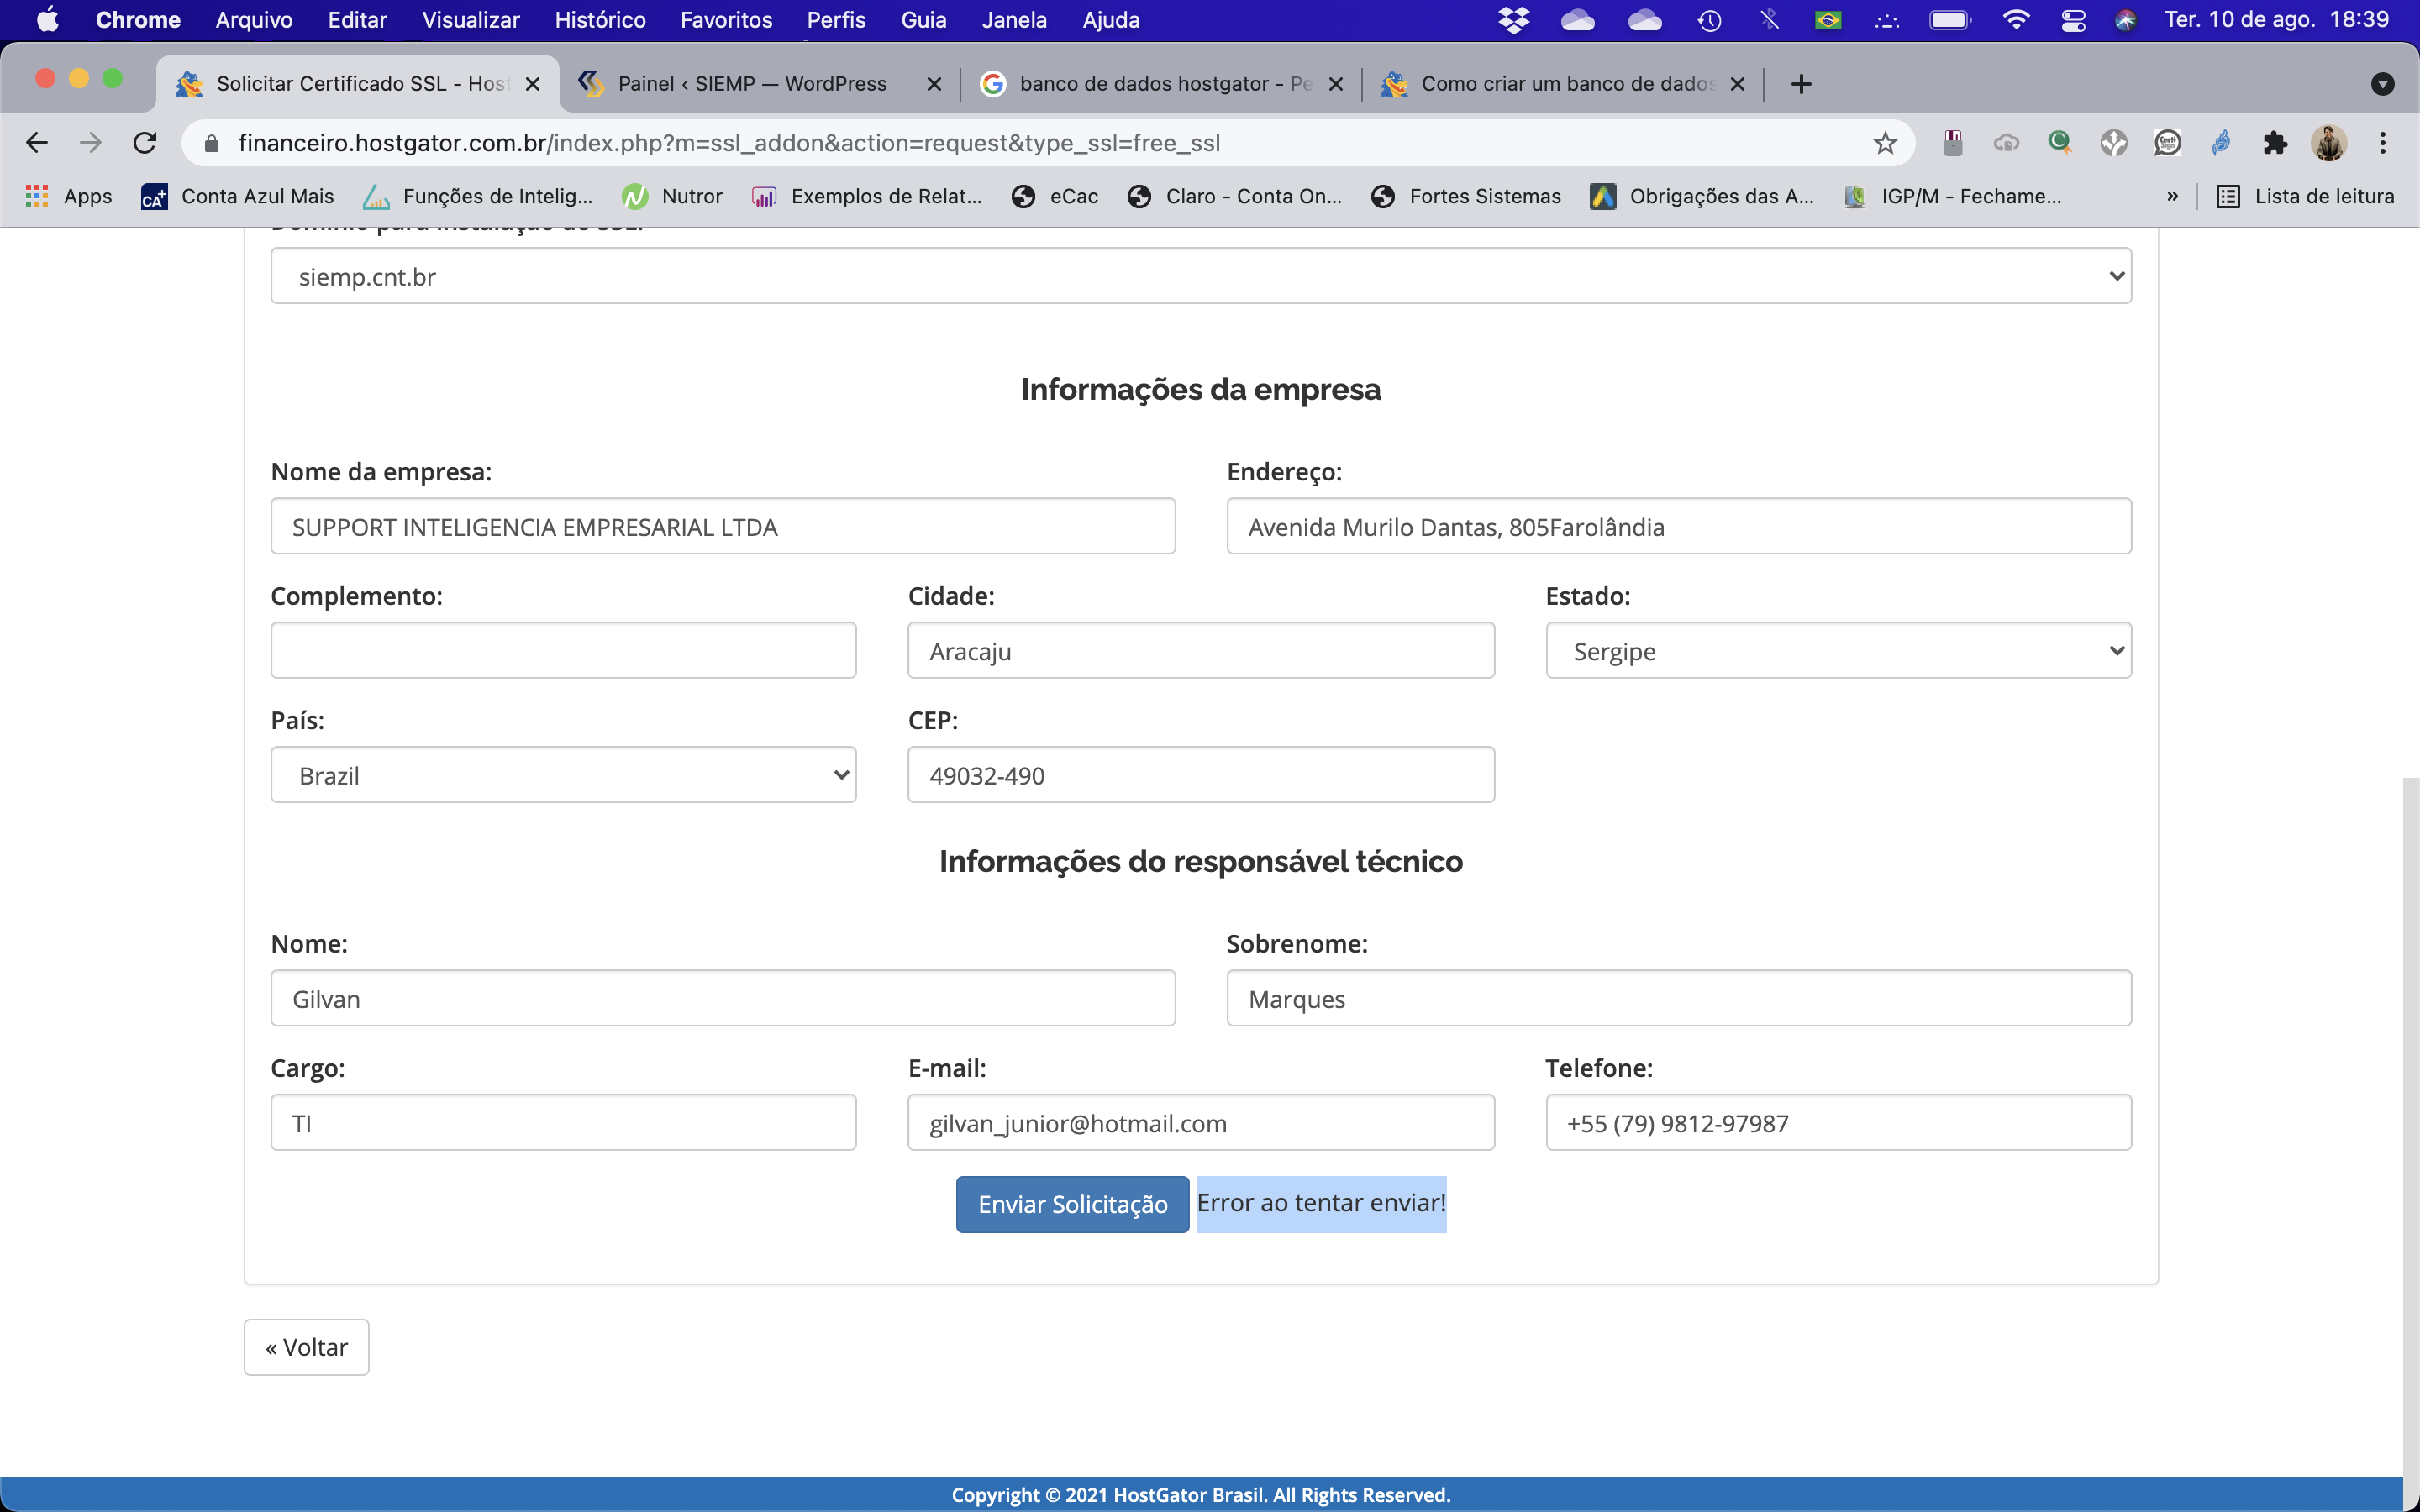 Chrome Arquivo Editar Visualizar Histórico Favoritos Perfis Guia Janela Ajuda Ter. 10 de ago. 18:39
Solicitar Certificado SSL - Host Painel ‹ SIEMP — WordPress banco de dados hostgator - Pe Como criar um banco de dados
financeiro.hostgator.com.br/index.php?m=ssl_addon&action=request&type_ssl=free_ssl
Apps Conta Azul Mais Funções de Intelig... Nutror Exemplos de Relat... eCac Claro - Conta On... Fortes Sistemas Obrigações das A... IGP/M - Fechame... » Lista de leitura
siemp.cnt.br
Informações da empresa
Nome da empresa: Endereço:
SUPPORT INTELIGENCIA EMPRESARIAL LTDA Avenida Murilo Dantas, 805Farolândia
Complemento: Cidade: Estado:
Aracaju Sergipe
País: CEP:
Brazil 49032-490
Informações do responsável técnico
Nome: Sobrenome:
Gilvan Marques
Cargo: E-mail: Telefone:
TI gilvan_junior@hotmail.com +55 (79) 9812-97987
Enviar Solicitação Error ao tentar enviar!
« Voltar
Copyright © 2021 HostGator Brasil. All Rights Reserved.